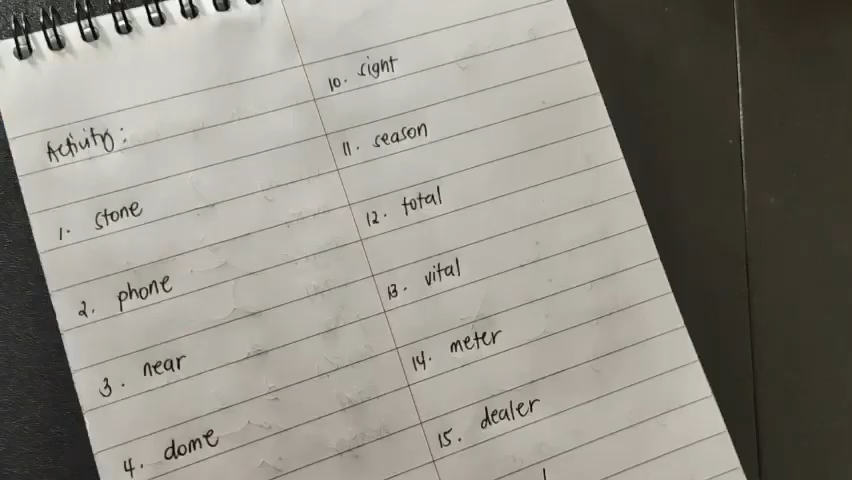 Activity:
1. stone
2. phone
3. near
4. dome
10. sight
11. season
12. total
13. vital
14. meter
15. dealer